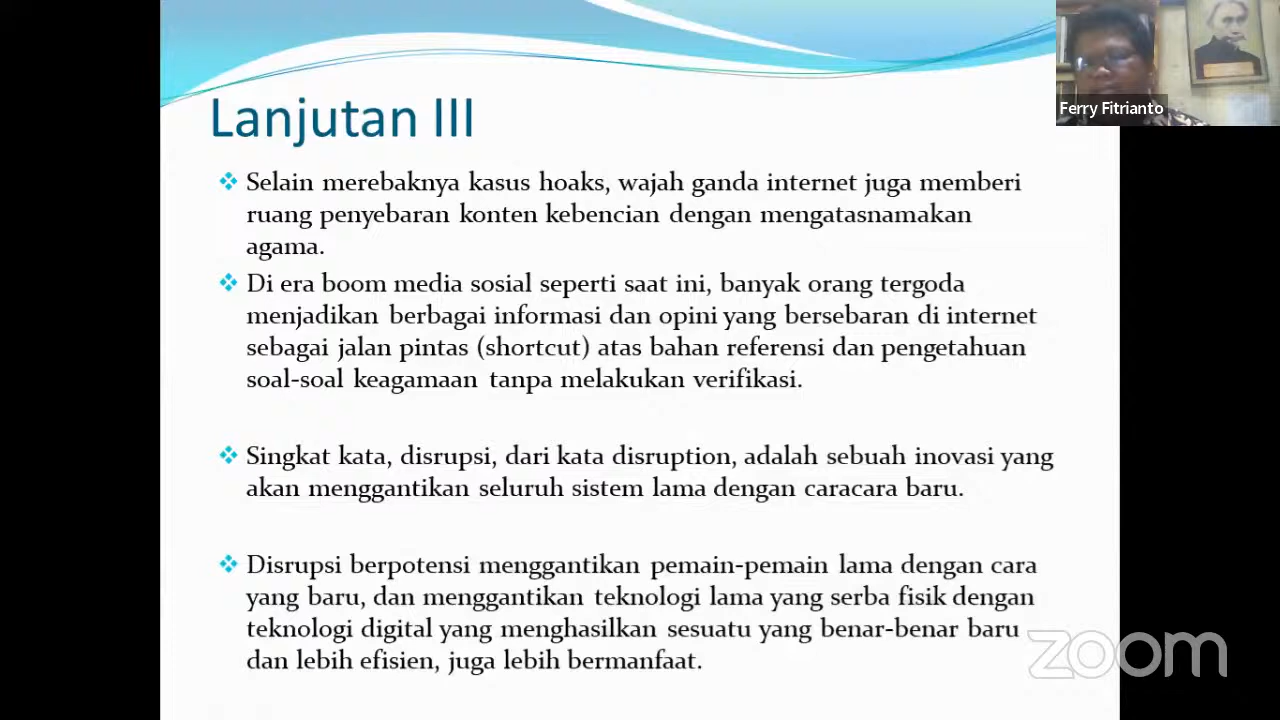 Lanjutan III
Selain merebaknya kasus hoaks, wajah ganda internet juga memberi
ruang penyebaran konten kebencian dengan mengatasnamakan
agama.
Di era boom media sosial seperti saat ini, banyak orang tergoda
menjadikan berbagai informasi dan opini yang bersebaran di internet
sebagai jalan pintas (shortcut) atas bahan referensi dan pengetahuan
soal-soal keagamaan tanpa melakukan verifikasi.
Singkat kata, disrupsi, dari kata disruption, adalah sebuah inovasi yang
akan menggantikan seluruh sistem lama dengan caracara baru.
Disrupsi berpotensi menggantikan pemain-pemain lama dengan cara
yang baru, dan menggantikan teknologi lama yang serba fisik dengan
teknologi digital yang menghasilkan sesuatu yang benar-benar baru
dan lebih efisien, juga lebih bermanfaat.
Ferry Fitrianto
zoom